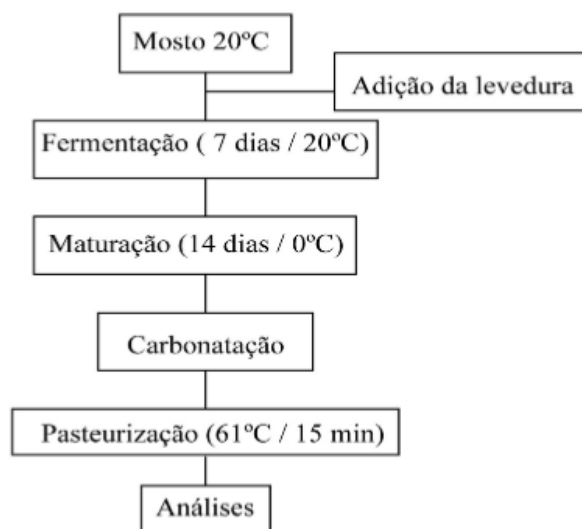 Mosto 20ºC
Adição da levedura
Fermentação ( 7 dias / 20ºC)
Maturação (14 dias / 0ºC)
Carbonatação
Pasteurização (61ºC / 15 min)
Análises